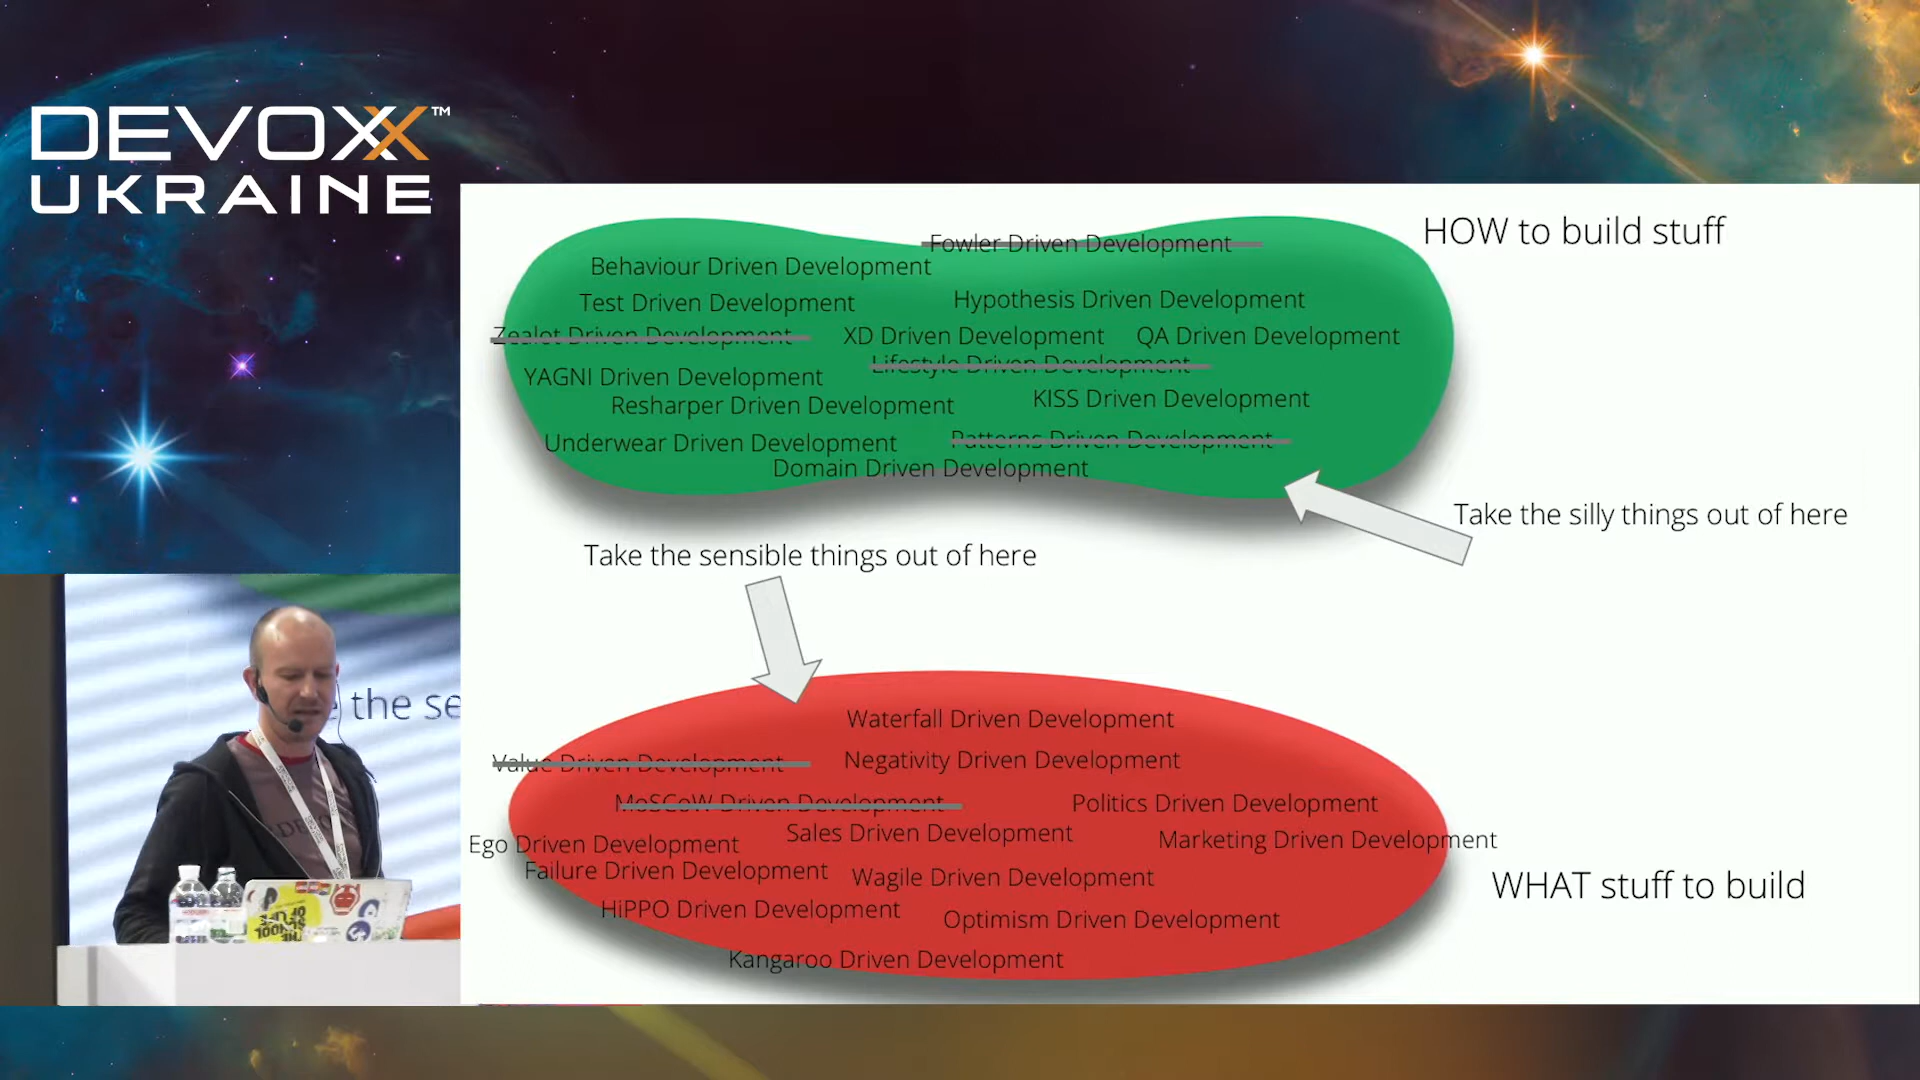 DEVOXX™
UKRAINE
HOW to build stuff
Fowler Driven Development
Behaviour Driven Development
Test Driven Development
Hypothesis Driven Development
Zealot Driven Development
XD Driven Development
QA Driven Development
Lifestyle Driven Development
YAGNI Driven Development
Resharper Driven Development
KISS Driven Development
Underwear Driven Development
Patterns Driven Development
Domain Driven Development
Take the silly things out of here
Take the sensible things out of here
Waterfall Driven Development
Value Driven Development
Negativity Driven Development
MoSCoW Driven Development
Politics Driven Development
Ego Driven Development
Sales Driven Development
Marketing Driven Development
Failure Driven Development
Wagile Driven Development
HiPPO Driven Development
Optimism Driven Development
Kangaroo Driven Development
WHAT stuff to build
the se